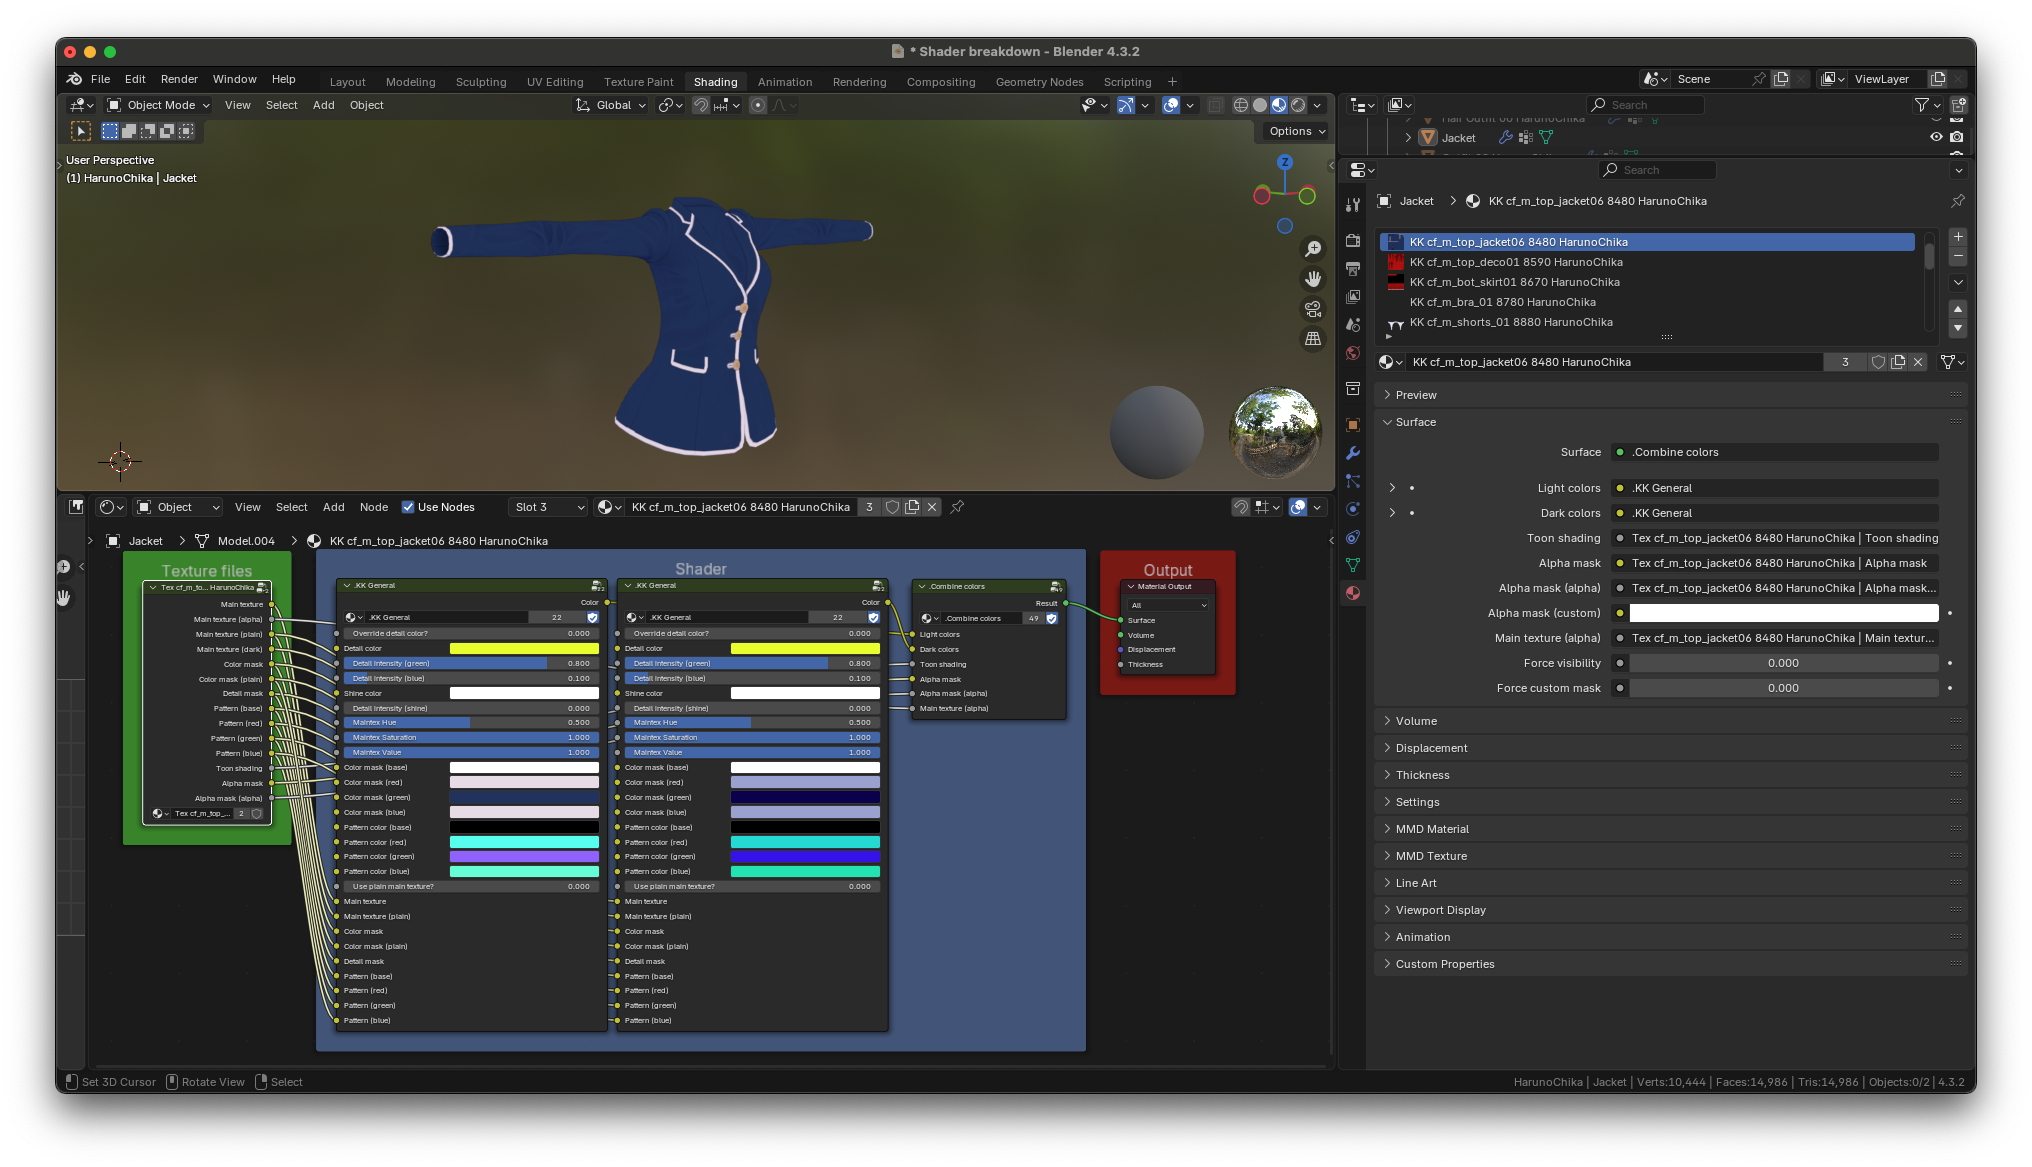 * Shader breakdown - Blender 4.3.2
File Edit Render Window Help
Layout Modeling Sculpting UV Editing Texture Paint Shading Animation Rendering Compositing Geometry Nodes Scripting +
Scene
ViewLayer
Object Mode View Select Add Object
Global
Options
User Perspective
(1) HarunoChika | Jacket
Z
Search
Jacket
Search
Jacket > KK cf_m_top_jacket06 8480 HarunoChika
KK cf_m_top_jacket06 8480 HarunoChika
KK cf_m_top_deco01 8590 HarunoChika
KK cf_m_bot_skirt01 8670 HarunoChika
KK cf_m_bra_01 8780 HarunoChika
KK cf_m_shorts_01 8880 HarunoChika
KK cf_m_top_jacket06 8480 HarunoChika 3
Preview
Surface
Surface .Combine colors
Light colors .KK General
Dark colors .KK General
Toon shading Tex cf_m_top_jacket06 8480 HarunoChika | Toon shading
Alpha mask Tex cf_m_top_jacket06 8480 HarunoChika | Alpha mask
Alpha mask (alpha) Tex cf_m_top_jacket06 8480 HarunoChika | Alpha mask...
Alpha mask (custom)
Main texture (alpha) Tex cf_m_top_jacket06 8480 HarunoChika | Main textur...
Force visibility 0.000
Force custom mask 0.000
Volume
Displacement
Thickness
Settings
MMD Material
MMD Texture
Line Art
Viewport Display
Animation
Custom Properties
Object View Select Add Node Use Nodes Slot 3 KK cf_m_top_jacket06 8480 HarunoChika 3
Jacket > Model.004 > KK cf_m_top_jacket06 8480 HarunoChika
Texture files
Tex cf_m_to... HarunoChika
Main texture
Main texture (alpha)
Main texture (plain)
Main texture (dark)
Color mask
Color mask (plain)
Detail mask
Pattern (base)
Pattern (red)
Pattern (green)
Pattern (blue)
Toon shading
Alpha mask
Alpha mask (alpha)
Tex cf_m_top_... 2
Shader
.KK General
Color
.KK General 22
Override detail color? 0.000
Detail color
Detail intensity (green) 0.800
Detail intensity (blue) 0.100
Shine color
Detail intensity (shine) 0.000
Maintex Hue 0.500
Maintex Saturation 1.000
Maintex Value 1.000
Color mask (base)
Color mask (red)
Color mask (green)
Color mask (blue)
Pattern color (base)
Pattern color (red)
Pattern color (green)
Pattern color (blue)
Use plain main texture? 0.000
Main texture
Main texture (plain)
Color mask
Color mask (plain)
Detail mask
Pattern (base)
Pattern (red)
Pattern (green)
Pattern (blue)
.KK General
Color
.KK General 22
Override detail color? 0.000
Detail color
Detail intensity (green) 0.800
Detail intensity (blue) 0.100
Shine color
Detail intensity (shine) 0.000
Maintex Hue 0.500
Maintex Saturation 1.000
Maintex Value 1.000
Color mask (base)
Color mask (red)
Color mask (green)
Color mask (blue)
Pattern color (base)
Pattern color (red)
Pattern color (green)
Pattern color (blue)
Use plain main texture? 0.000
Main texture
Main texture (plain)
Color mask
Color mask (plain)
Detail mask
Pattern (base)
Pattern (red)
Pattern (green)
Pattern (blue)
.Combine colors
Result
.Combine colors 49
Light colors
Dark colors
Toon shading
Alpha mask
Alpha mask (alpha)
Main texture (alpha)
Output
Material Output
All
Surface
Volume
Displacement
Thickness
Set 3D Cursor Rotate View Select
HarunoChika | Jacket | Verts:10,444 | Faces:14,986 | Tris:14,986 | Objects:0/2 | 4.3.2